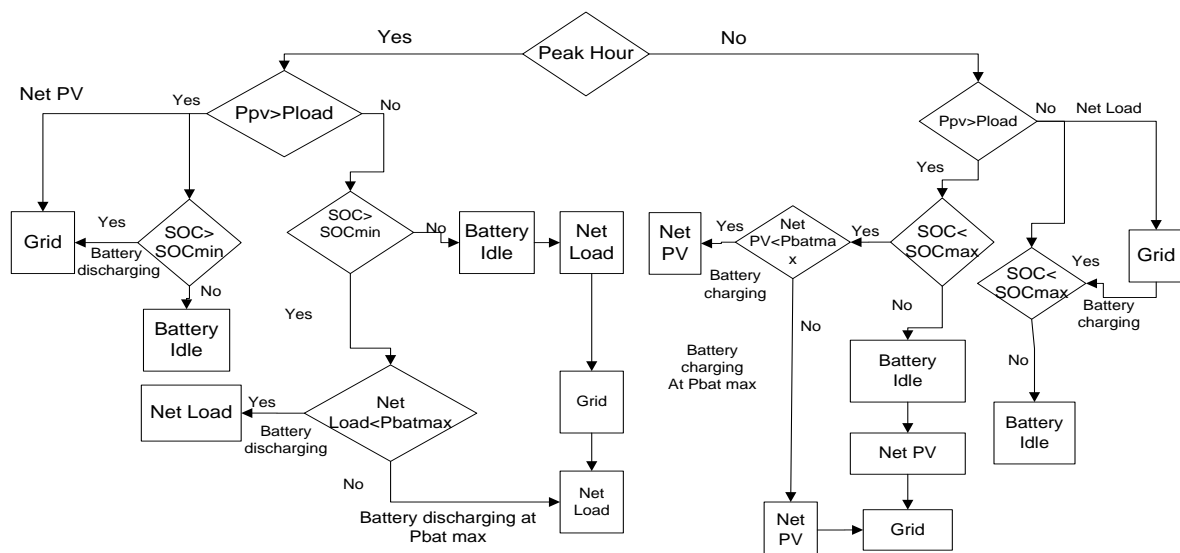 Yes
Peak Hour
No
Net PV
Yes
Ppv>Pload
No
Ppv>Pload
No
Net Load
Yes
SOC>
SOCmin
No
Battery
Idle
Net
Load
Grid
Yes
Battery
discharging
SOC>
SOCmin
No
Battery
Idle
Yes
Net
PV
Yes
Battery
charging
Net
PV<Pbatma
x
Yes
SOC<
SOCmax
SOC<
SOCmax
Yes
Battery
charging
Grid
No
Battery
charging
At Pbat max
No
Battery
Idle
No
Battery
Idle
Net Load
Yes
Battery
discharging
Net
Load<Pbatmax
Grid
Net PV
No
Battery discharging at
Pbat max
Net
Load
Net
PV
Grid